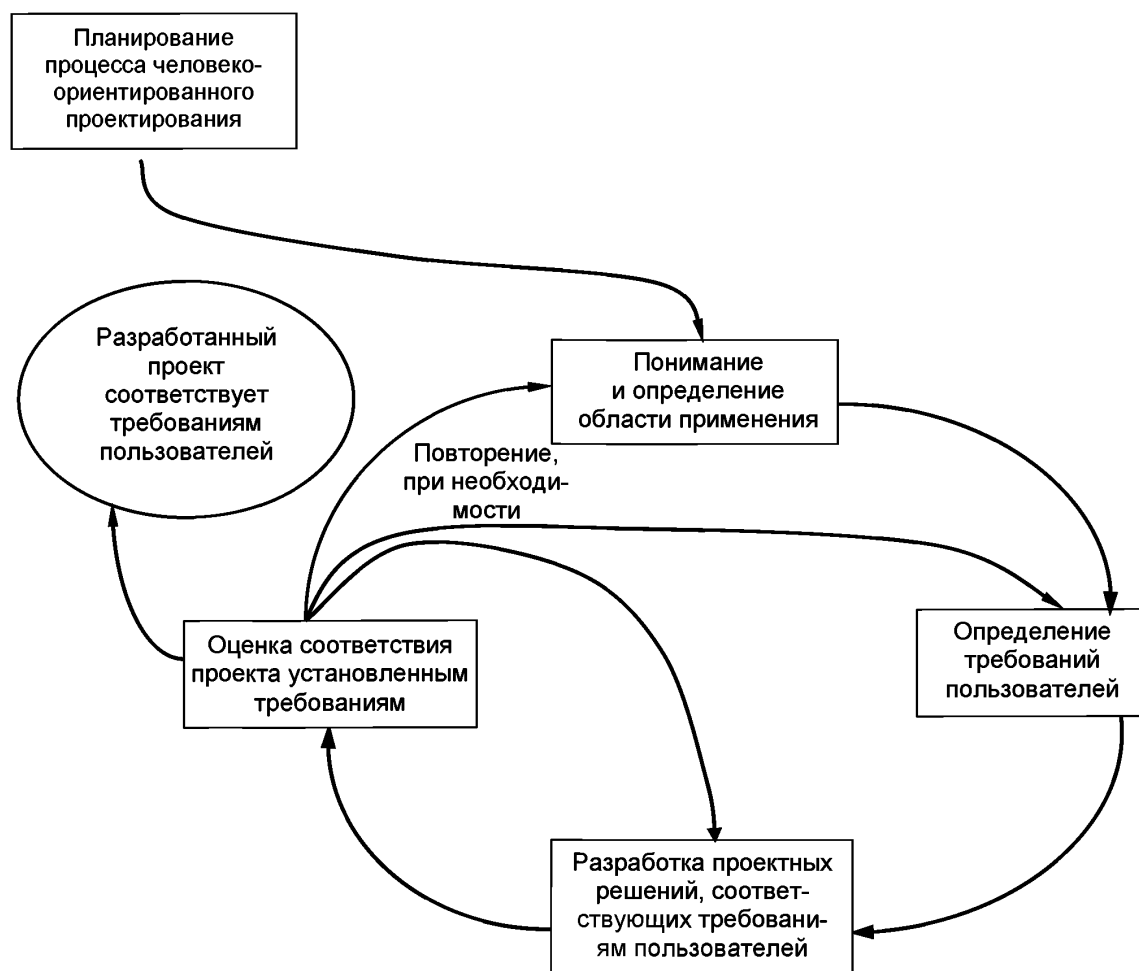 Планирование
процесса человеко-
ориентированного
проектирования
Разработанный
проект
соответствует
требованиям
пользователей
Понимание
и определение
области применения
Повторение,
при необходи-
мости
Оценка соответствия
проекта установленным
требованиям
Определение
требований
пользователей
Разработка проектных
решений, соответ-
ствующих требовани-
ям пользователей